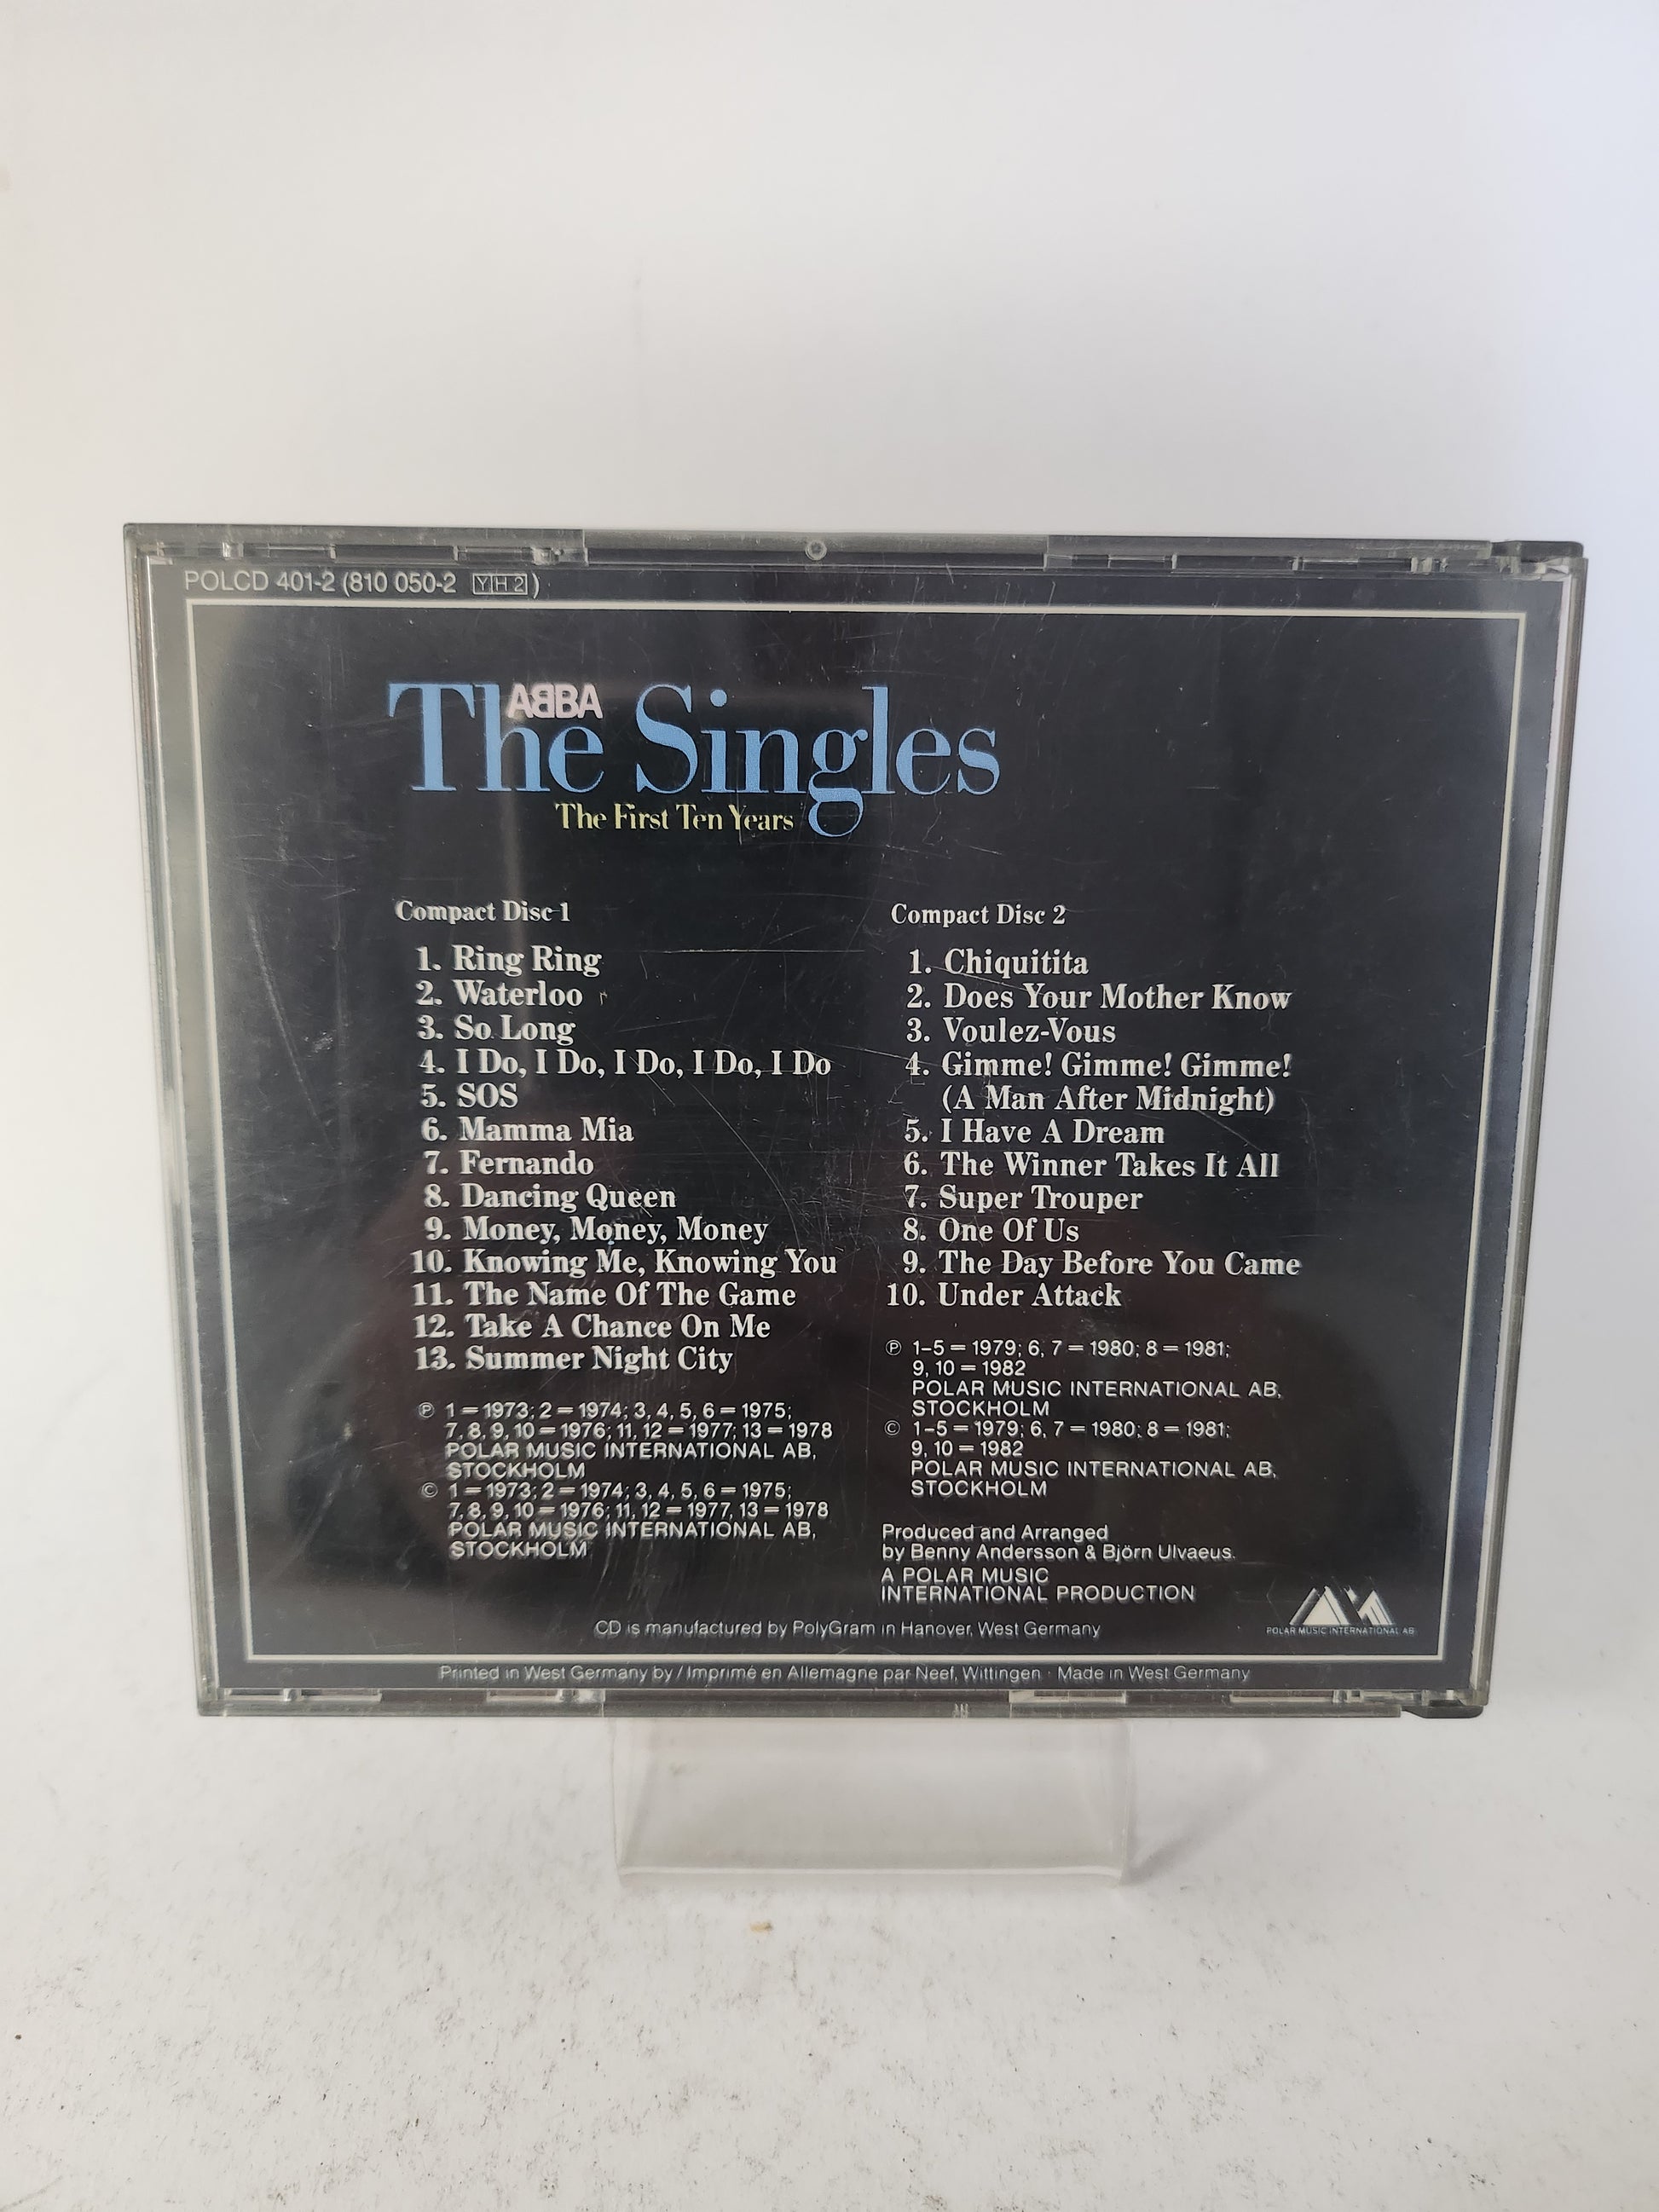 POLCD 401-2 (810 050-2 Y H 2)
ABBA
The Singles
The First Ten Years
Compact Disc 1
1. Ring Ring
2. Waterloo
3. So Long
4. I Do, I Do, I Do, I Do, I Do
5. SOS
6. Mamma Mia
7. Fernando
8. Dancing Queen
9. Money, Money, Money
10. Knowing Me, Knowing You
11. The Name Of The Game
12. Take A Chance On Me
13. Summer Night City
℗ 1 = 1973; 2 = 1974; 3, 4, 5, 6 = 1975;
7, 8, 9, 10 = 1976; 11, 12 = 1977; 13 = 1978
POLAR MUSIC INTERNATIONAL AB,
STOCKHOLM
© 1 = 1973; 2 = 1974; 3, 4, 5, 6 = 1975;
7, 8, 9, 10 = 1976; 11, 12 = 1977, 13 = 1978
POLAR MUSIC INTERNATIONAL AB,
STOCKHOLM
Compact Disc 2
1. Chiquitita
2. Does Your Mother Know
3. Voulez-Vous
4. Gimme! Gimme! Gimme!
(A Man After Midnight)
5. I Have A Dream
6. The Winner Takes It All
7. Super Trouper
8. One Of Us
9. The Day Before You Came
10. Under Attack
℗ 1–5 = 1979; 6, 7 = 1980; 8 = 1981;
9, 10 = 1982
POLAR MUSIC INTERNATIONAL AB,
STOCKHOLM
© 1–5 = 1979; 6, 7 = 1980; 8 = 1981;
9, 10 = 1982
POLAR MUSIC INTERNATIONAL AB,
STOCKHOLM
Produced and Arranged
by Benny Andersson & Björn Ulvaeus.
A POLAR MUSIC
INTERNATIONAL PRODUCTION
POLAR MUSIC INTERNATIONAL AB
CD is manufactured by PolyGram in Hanover, West Germany
Printed in West Germany by / Imprimé en Allemagne par Neef, Wittingen · Made in West Germany